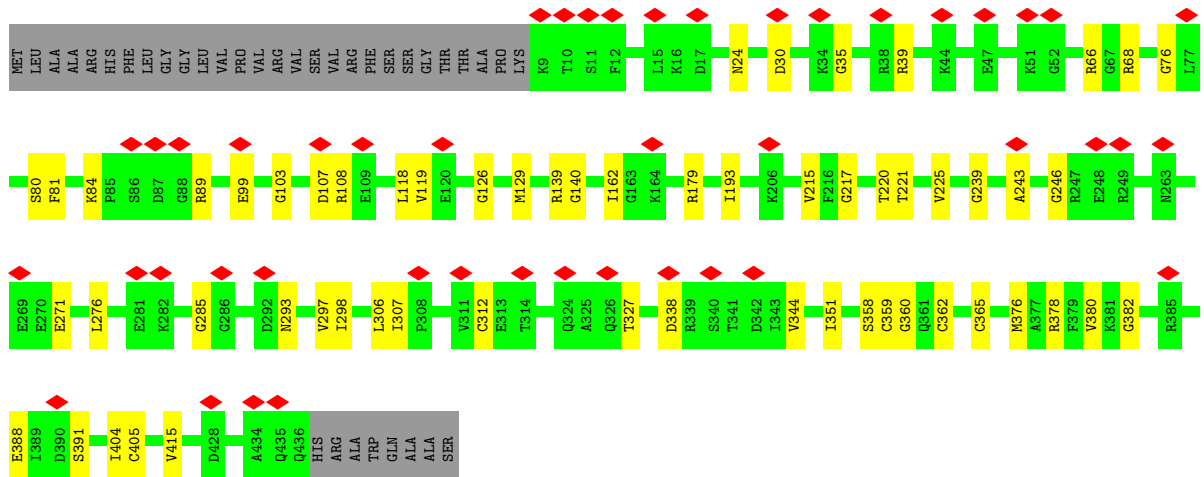 MET LEU ALA ALA ARG HIS PHE LEU GLY GLY LEU VAL PRO VAL ARG VAL SER VAL ARG PHE SER SER GLY THR THR ALA PRO LYS K9 T10 S11 F12 L15 K16 D17 N24 D30 K34 G35 R38 R39 K44 E47 K51 G52 R66 G67 R68 G76 L77
S80 F81 K84 P85 S86 D87 G88 R89 E99 G103 D107 R108 E109 L118 V119 E120 G126 M129 R139 G140 I162 G163 K164 R179 I193 K206 V215 F216 G217 T220 T221 V225 G239 A243 G246 R247 E248 R249 N263
E269 E270 E271 L276 E281 K282 G285 G286 D292 N293 V297 I298 L306 I307 P308 V311 C312 E313 T314 Q324 A325 Q326 T327 D338 R339 S340 T341 D342 I343 V344 I351 S358 C359 G360 Q361 C362 C365 M376 A377 R378 F379 V380 K381 G382 R385
E388 I389 D390 S391 I404 C405 V415 D428 A434 Q435 Q436 HIS ARG ALA TRP GLN ALA ALA SER